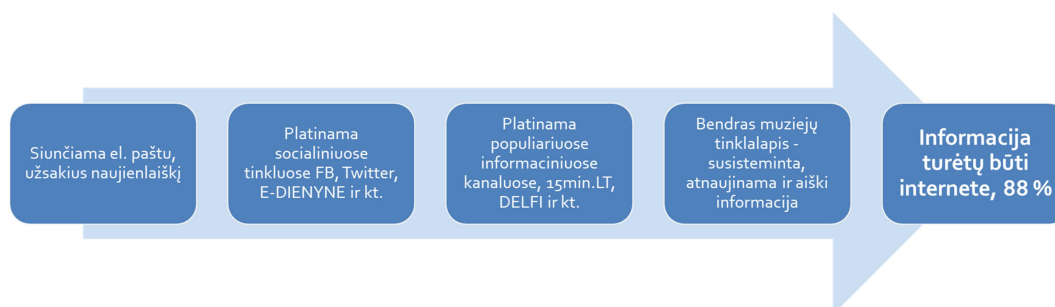 Siunčiama el. paštu,
užsakius naujienlaiškį
Platinama
socialiniuose
tinkluose FB, Twitter,
E-DIENYNE ir kt.
Platinama
populiariuose
informaciniuose
kanaluose, 15min.LT,
DELFI ir kt.
Bendras muziejų
tinklalapis -
susisteminta,
atnaujinama ir aiški
informacija
Informacija
turėtų būti
internete, 88 %